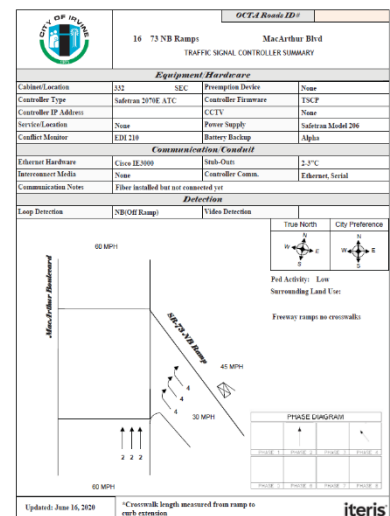 CITY OF IRVINE
OCTA Roads ID#
16 73 NB Ramps MacArthur Blvd
TRAFFIC SIGNAL CONTROLLER SUMMARY
Equipment/Hardware
Cabinet/Location 332 SEC Preemption Device None
Controller Type Safetran 2070E ATC Controller Firmware TSCP
Controller IP Address CCTV None
Service/Location None Power Supply Safetran Model 206
Conflict Monitor EDI 210 Battery Backup Alpha
Communication/Conduit
Ethernet Hardware Cisco IE3000 Stub-Outs 2-3"C
Interconnect Media None Controller Comm. Ethernet, Serial
Communication Notes Fiber installed but not connected yet
Detection
Loop Detection NB(Off Ramp) Video Detection
True North City Preference
N
W E
S
N
W E
S
60 MPH
Ped Activity: Low
Surrounding Land Use:
Freeway ramps no crosswalks
MacArthur Boulevard
SR-73 NB Ramp
45 MPH
4
4
4
30 MPH
2 2 2
60 MPH
PHASE DIAGRAM
PHASE 1 PHASE 2 PHASE 3 PHASE 4
PHASE 5 PHASE 6 PHASE 7 PHASE 8
Updated: June 16, 2020
*Crosswalk length measured from ramp to
curb extension
iteris